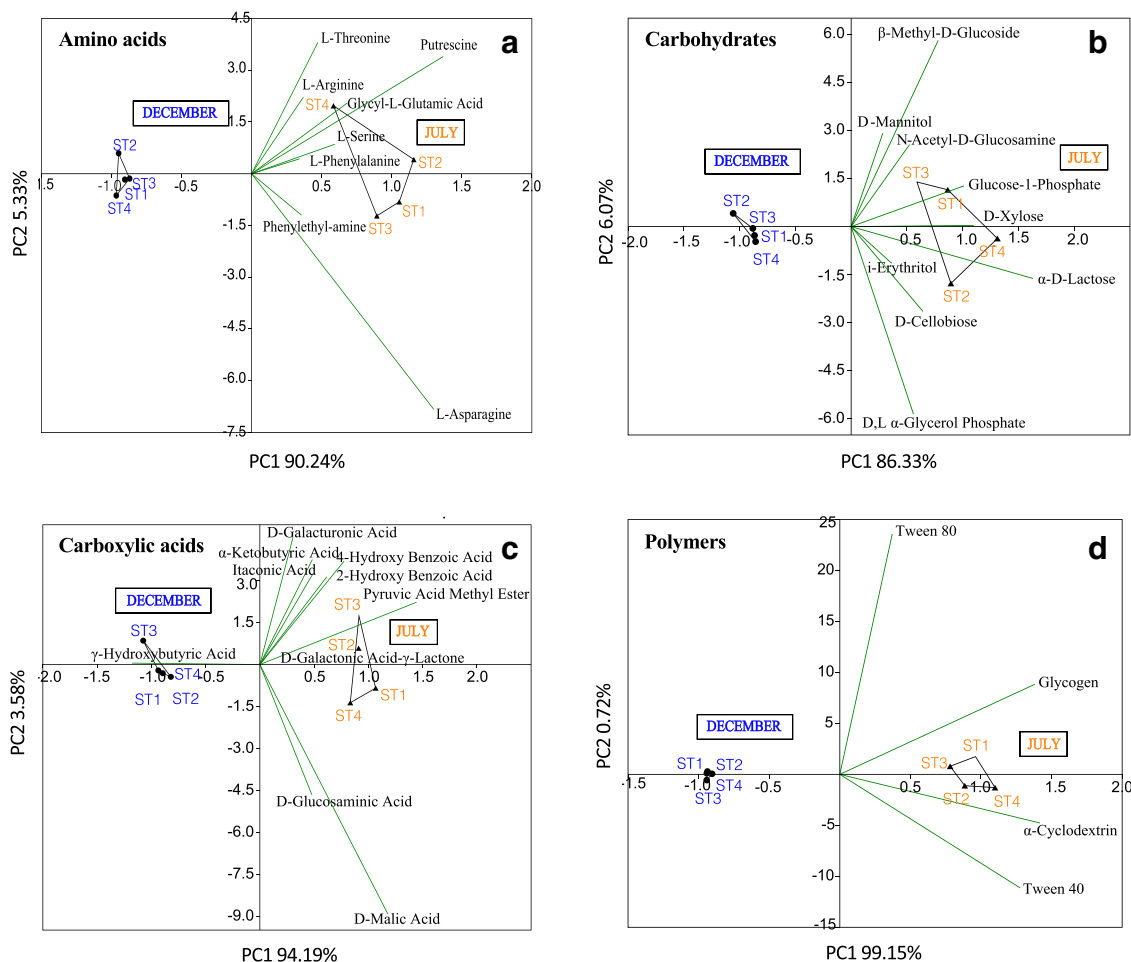 Amino acids
a
4.5
3.0
1.5
-1.5
-3.0
-4.5
-6.0
-7.5
1.5
-1.0
-0.5
0.5
1.0
1.5
2.0
L-Threonine
Putrescine
L-Arginine
Glycyl-L-Glutamic Acid
L-Serine
L-Phenylalanine
Phenylethyl-amine
L-Asparagine
DECEMBER
ST2
ST3
ST1
ST4
JULY
ST4
ST2
ST1
ST3
PC2 5.33%
PC1 90.24%
Carbohydrates
b
6.0
4.5
3.0
1.5
-1.5
-3.0
-4.5
-6.0
-2.0
-1.5
-1.0
-0.5
0.5
1.0
1.5
2.0
β-Methyl-D-Glucoside
D-Mannitol
N-Acetyl-D-Glucosamine
Glucose-1-Phosphate
D-Xylose
i-Erythritol
α-D-Lactose
D-Cellobiose
D,L α-Glycerol Phosphate
DECEMBER
ST2
ST3
ST1
ST4
JULY
ST3
ST1
ST4
ST2
PC2 6.07%
PC1 86.33%
Carboxylic acids
c
3.0
1.5
-1.5
-3.0
-4.5
-6.0
-7.5
-9.0
-2.0
-1.5
-1.0
-0.5
0.5
1.0
1.5
2.0
D-Galacturonic Acid
α-Ketobutyric Acid
4-Hydroxy Benzoic Acid
Itaconic Acid
2-Hydroxy Benzoic Acid
Pyruvic Acid Methyl Ester
γ-Hydroxybutyric Acid
D-Galactonic Acid-γ-Lactone
D-Glucosaminic Acid
D-Malic Acid
DECEMBER
ST3
ST4
ST1
ST2
JULY
ST3
ST2
ST1
ST4
PC2 3.58%
PC1 94.19%
Polymers
d
25
20
15
10
5
-5
-10
-15
-1.5
-1.0
-0.5
0.5
1.0
1.5
2.0
Tween 80
Glycogen
α-Cyclodextrin
Tween 40
DECEMBER
ST1
ST2
ST4
ST3
JULY
ST1
ST3
ST2
ST4
PC2 0.72%
PC1 99.15%